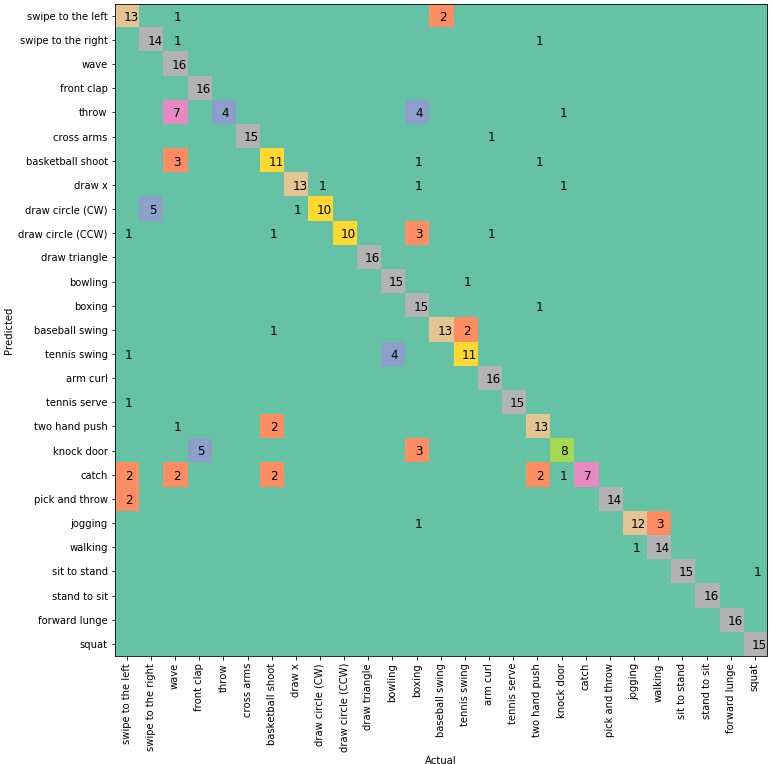 swipe to the left 13 1 2
swipe to the right 14 1 1
wave 16
front clap 16
throw 7 4 4 1
cross arms 15 1
basketball shoot 3 11 1 1
draw x 13 1 1 1
draw circle (CW) 5 1 10
draw circle (CCW) 1 1 10 3 1
draw triangle 16
bowling 15 1
boxing 15 1
baseball swing 1 13 2
tennis swing 1 4 11
arm curl 16
tennis serve 1 15
two hand push 1 2 13
knock door 5 3 8
catch 2 2 2 2 1 7
pick and throw 2 14
jogging 1 12 3
walking 1 14
sit to stand 15 1
stand to sit 16
forward lunge 16
squat 15
Predicted
swipe to the left
swipe to the right
wave
front clap
throw
cross arms
basketball shoot
draw x
draw circle (CW)
draw circle (CCW)
draw triangle
bowling
boxing
baseball swing
tennis swing
arm curl
tennis serve
two hand push
knock door
catch
pick and throw
jogging
walking
sit to stand
stand to sit
forward lunge
squat
Actual